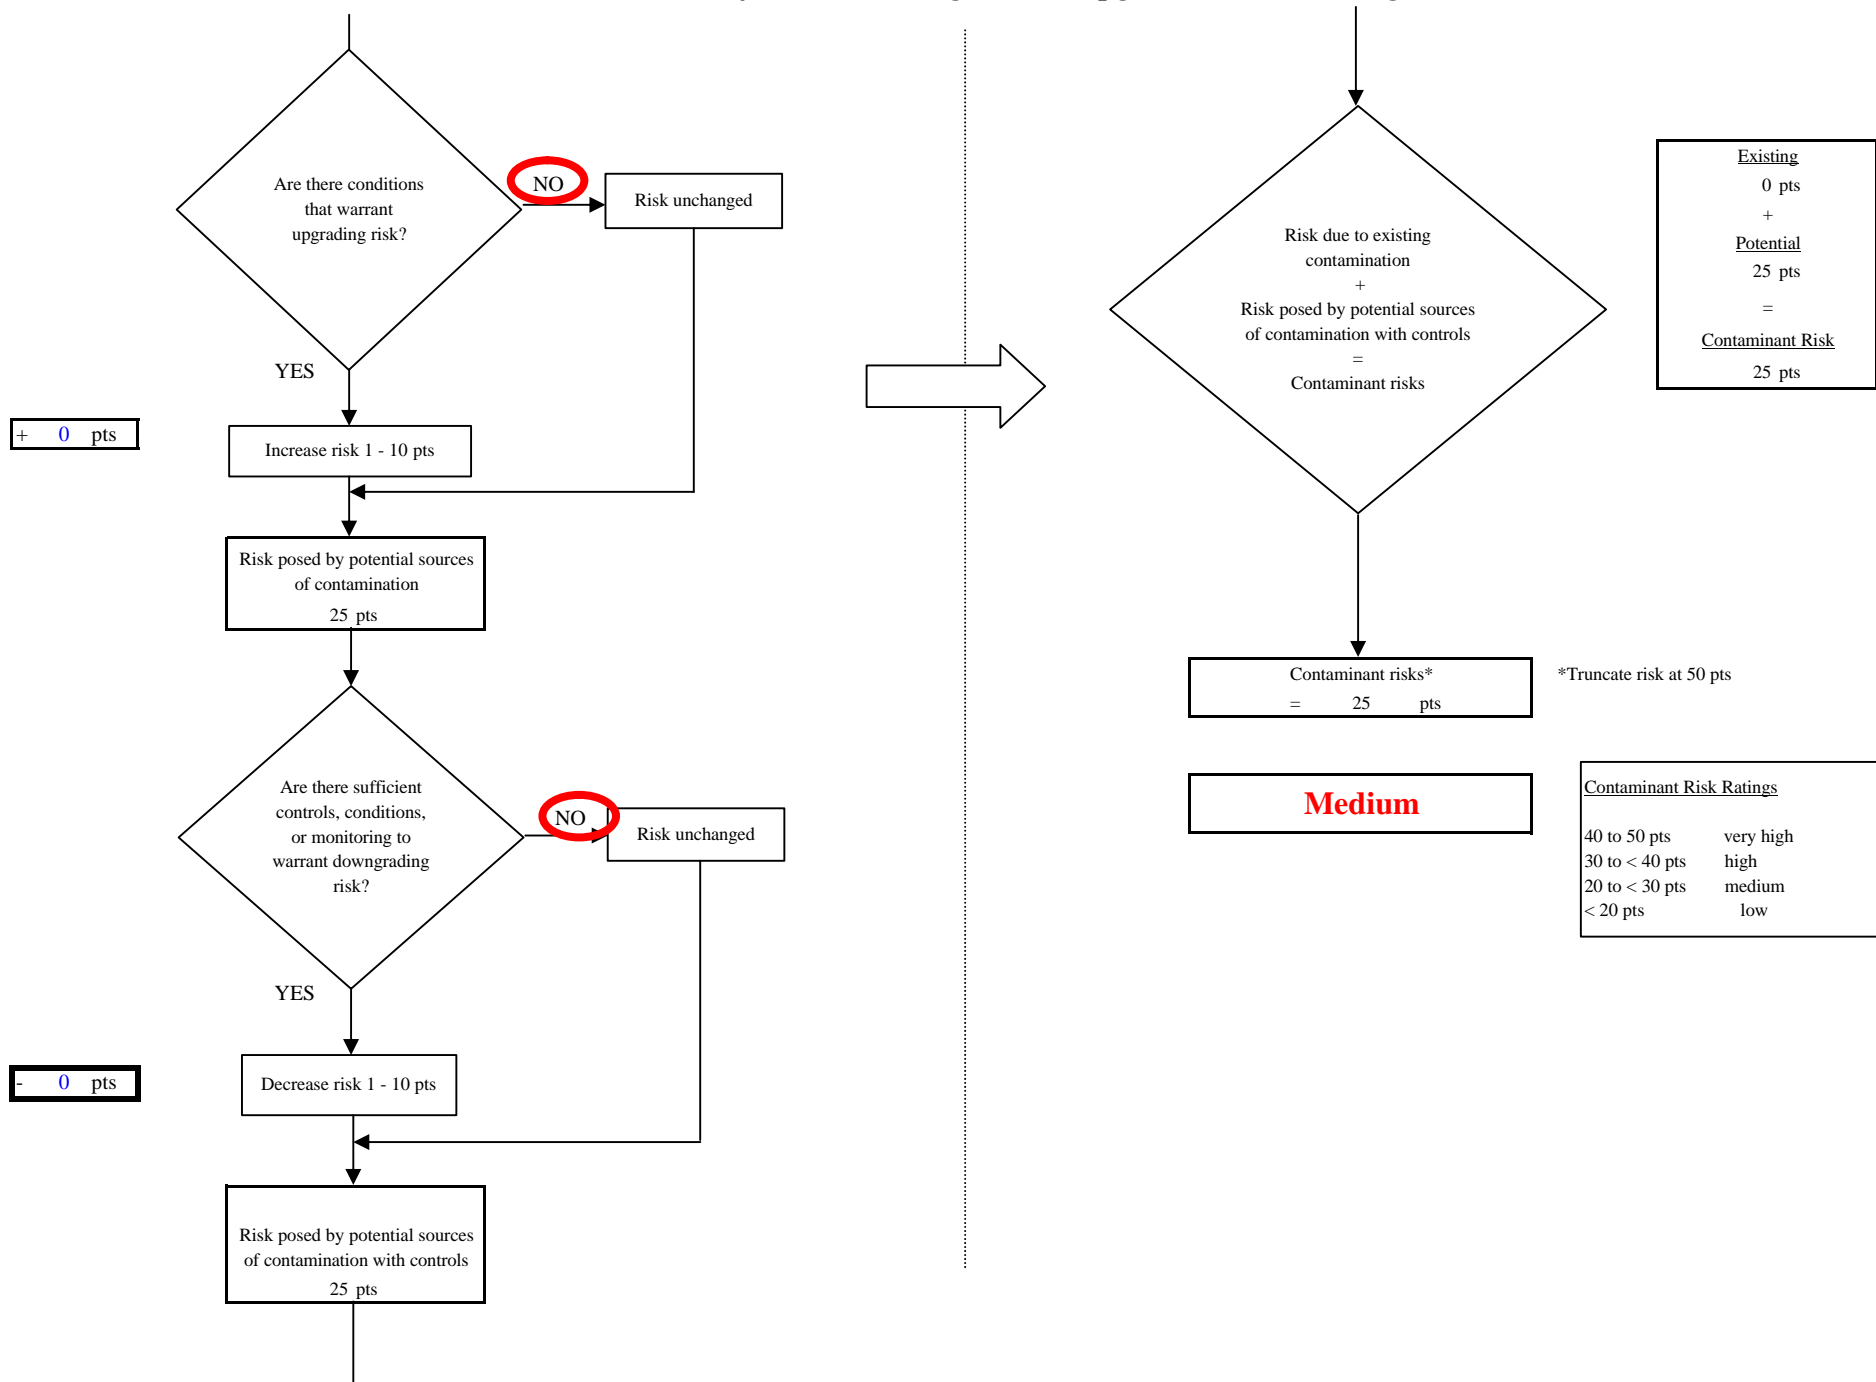 Are there conditions
that warrant
upgrading risk?
NO
Risk unchanged
YES
+ 0 pts
Increase risk 1 - 10 pts
Risk posed by potential sources
of contamination
25 pts
Are there sufficient
controls, conditions,
or monitoring to
warrant downgrading
risk?
NO
Risk unchanged
YES
- 0 pts
Decrease risk 1 - 10 pts
Risk posed by potential sources
of contamination with controls
25 pts
Risk due to existing
contamination
+
Risk posed by potential sources
of contamination with controls
=
Contaminant risks
Existing
0 pts
+
Potential
25 pts
=
Contaminant Risk
25 pts
Contaminant risks*
= 25 pts
*Truncate risk at 50 pts
Medium
Contaminant Risk Ratings
40 to 50 pts very high
30 to < 40 pts high
20 to < 30 pts medium
< 20 pts low